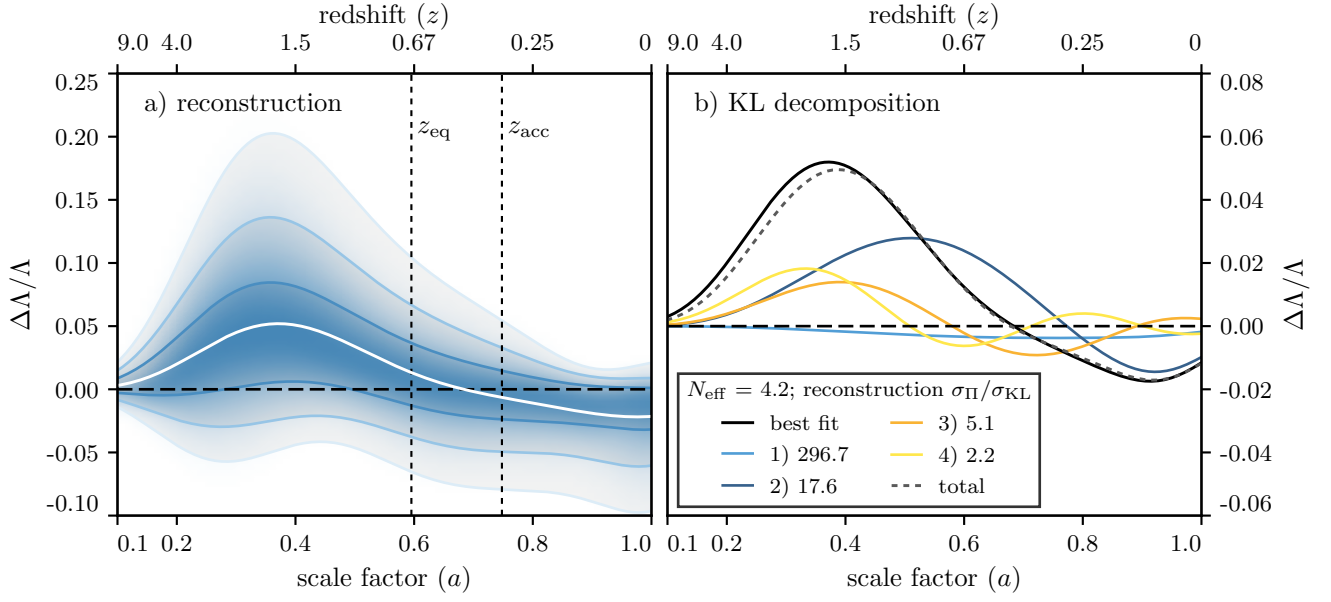 redshift (z)
9.0 4.0 1.5 0.67 0.25 0
a) reconstruction
z_eq
z_acc
0.25
0.20
0.15
0.10
0.05
0.00
-0.05
-0.10
ΔΛ/Λ
0.1 0.2 0.4 0.6 0.8 1.0
scale factor (a)
redshift (z)
9.0 4.0 1.5 0.67 0.25 0
b) KL decomposition
0.08
0.06
0.04
0.02
0.00
-0.02
-0.04
-0.06
ΔΛ/Λ
N_eff = 4.2; reconstruction σ_Π/σ_KL
best fit
1) 296.7
2) 17.6
3) 5.1
4) 2.2
total
0.1 0.2 0.4 0.6 0.8 1.0
scale factor (a)